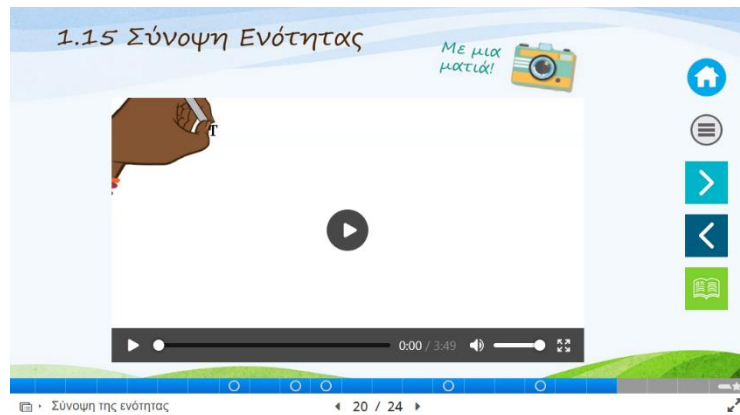 1.15 Σύνοψη Ενότητας
Με μια
ματιά!
T
0:00 / 3:49
Σύνοψη της ενότητας
20 / 24